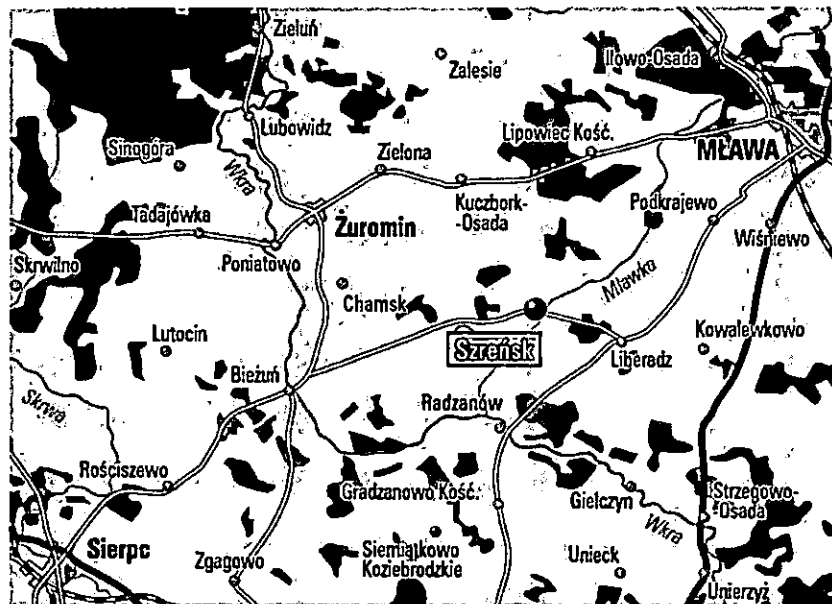 Zieluń
Zalesie
Iłowo-Osada
Lubowidz
Lipowiec Kość.
MŁAWA
Sinogóra
Wkra
Zielona
Kuczbork-
-Osada
Podkrajewo
Tadajówka
Żuromin
Wiśniewo
Poniatowo
Skrwilno
Chamsk
Mławka
Lutocin
Szreńsk
Kowalewkowo
Liberadz
Bieżuń
Skrwa
Radzanów
Rościszewo
Gradzanowo Kość.
Giełczyn
Strzegowo-
-Osada
Wkra
Sierpc
Siemiątkowo
Koziebrodzkie
Zgagowo
Unieck
Unierzyż